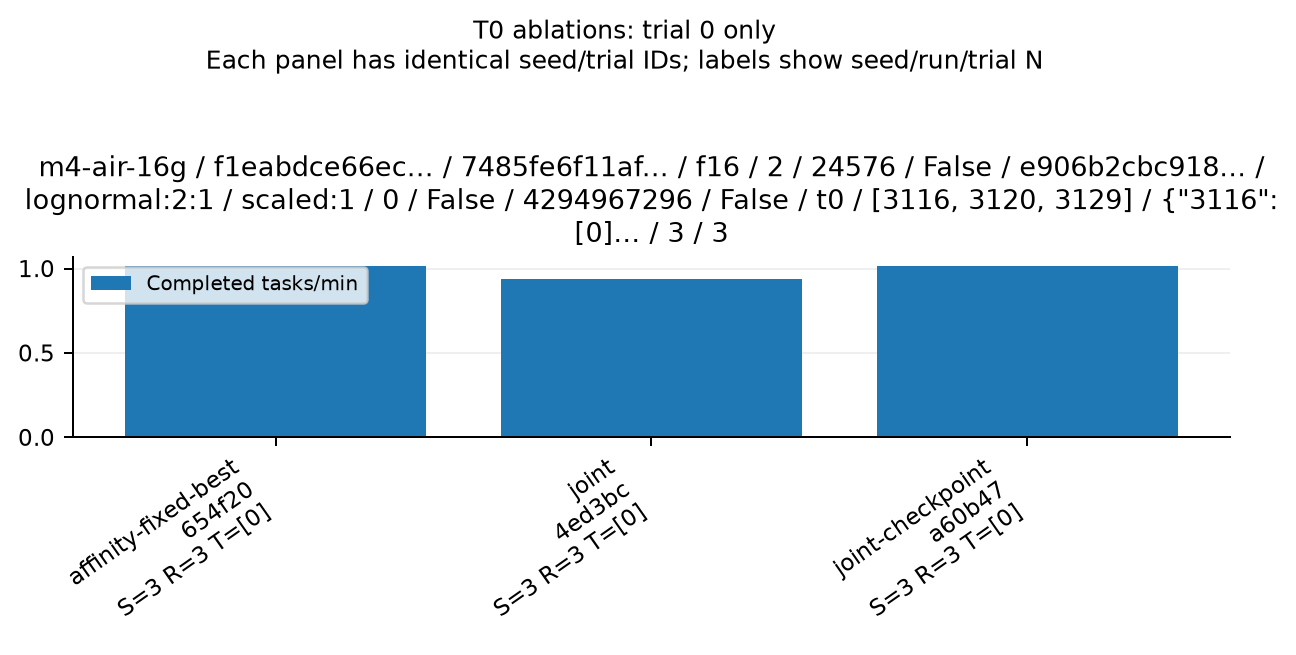 T0 ablations: trial 0 only
Each panel has identical seed/trial IDs; labels show seed/run/trial N
m4-air-16g / f1eabdce66ec... / 7485fe6f11af... / f16 / 2 / 24576 / False / e906b2cbc918... /
lognormal:2:1 / scaled:1 / 0 / False / 4294967296 / False / t0 / [3116, 3120, 3129] / {"3116":
[0]... / 3 / 3
1.0
Completed tasks/min
0.5
0.0
affinity-fixed-best
654f20
S=3 R=3 T=[0]
joint
4ed3bc
S=3 R=3 T=[0]
joint-checkpoint
a60b47
S=3 R=3 T=[0]